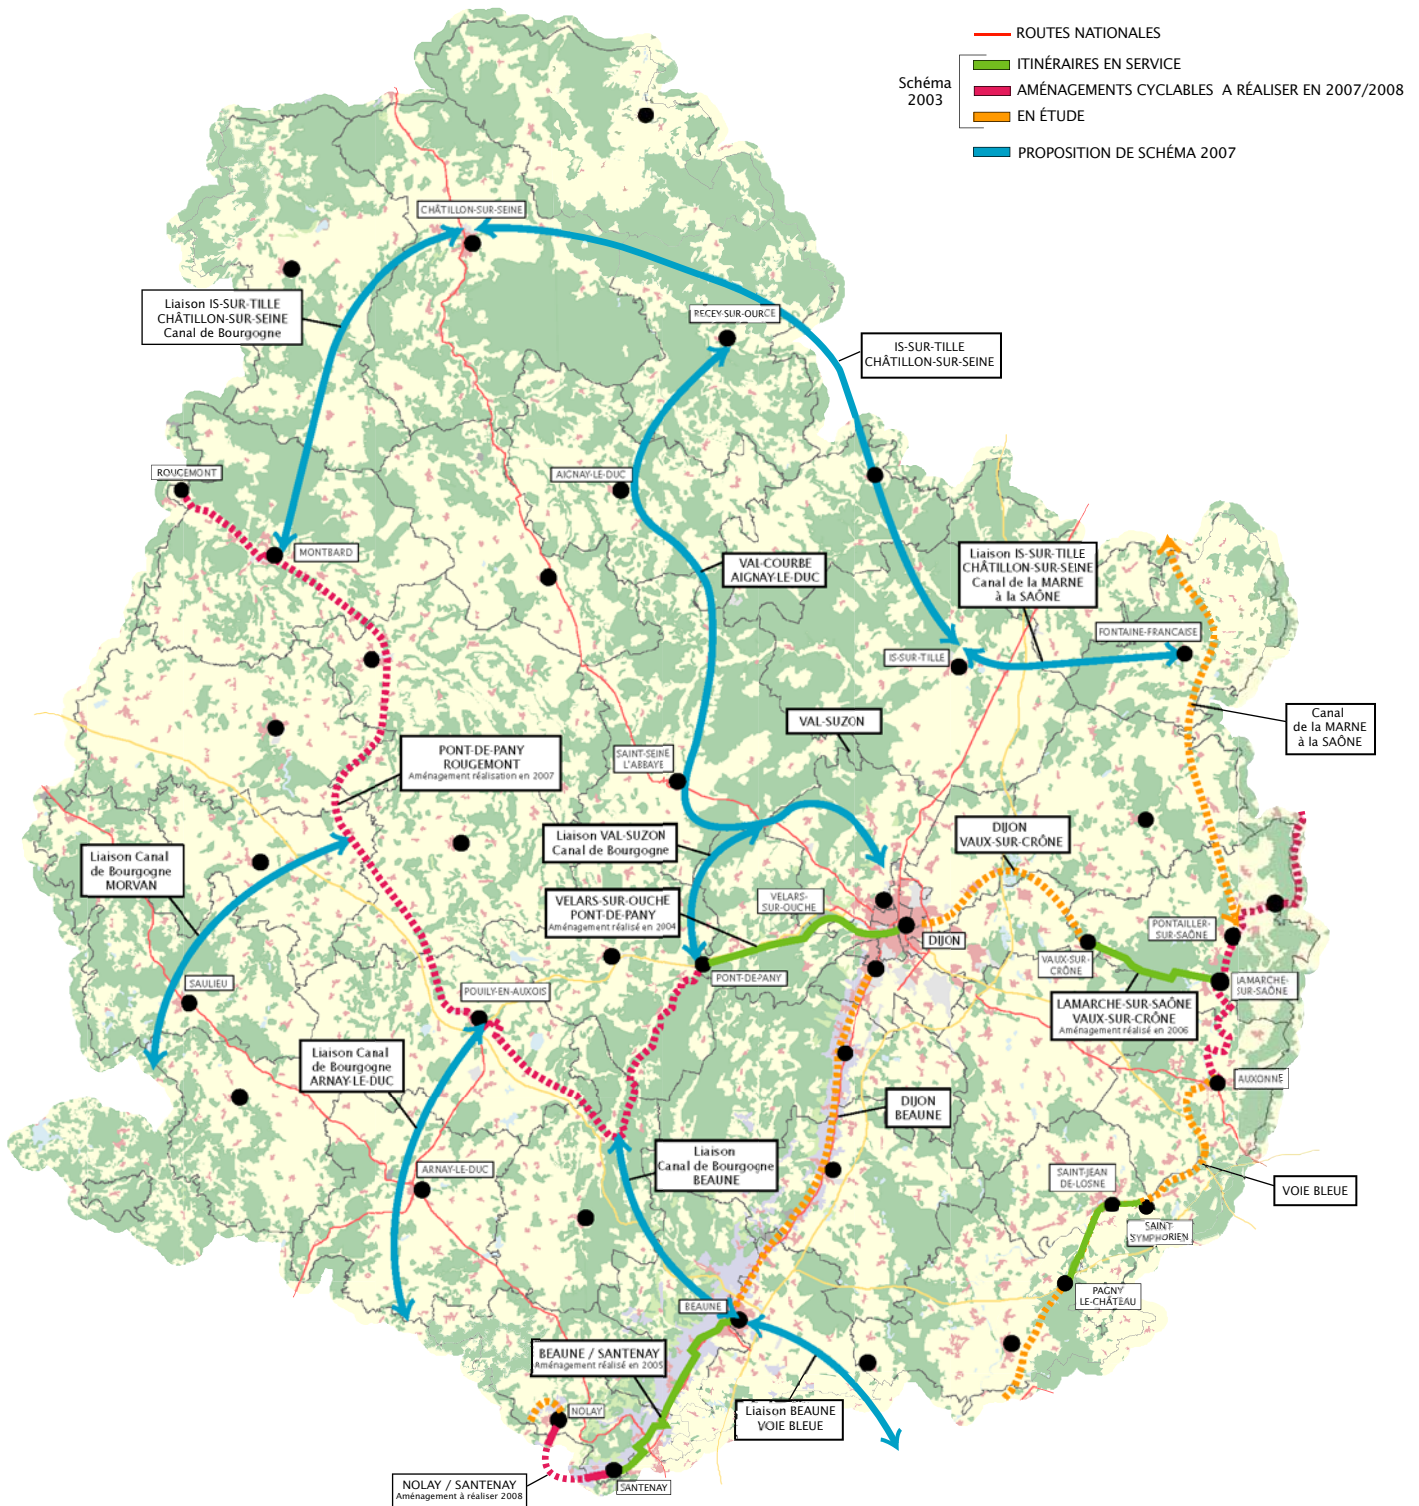 ROUTES NATIONALES
Schéma
2003
ITINÉRAIRES EN SERVICE
AMÉNAGEMENTS CYCLABLES A RÉALISER EN 2007/2008
EN ÉTUDE
PROPOSITION DE SCHÉMA 2007
CHÂTILLON-SUR-SEINE
Liaison IS-SUR-TILLE
CHÂTILLON-SUR-SEINE
Canal de Bourgogne
RECEY-SUR-OURCE
IS-SUR-TILLE
CHÂTILLON-SUR-SEINE
ROUGEMONT
AIGNAY-LE-DUC
MONTBARD
VAL-COURBE
AIGNAY-LE-DUC
Liaison IS-SUR-TILLE
CHÂTILLON-SUR-SEINE
Canal de la MARNE
à la SAÔNE
FONTAINE-FRANCAISE
IS-SUR-TILLE
Canal
de la MARNE
à la SAÔNE
VAL-SUZON
PONT-DE-PANY
ROUGEMONT
Aménagement réalisation en 2007
SAINT-SEINE
L'ABBAYE
Liaison VAL-SUZON
Canal de Bourgogne
DIJON
VAUX-SUR-CRÔNE
Liaison Canal
de Bourgogne
MORVAN
VELARS-SUR-OUCHE
PONT-DE-PANY
Aménagement réalisé en 2004
VELARS-
SUR-OUCHE
PONTAILLER-
SUR-SAÔNE
DIJON
VAUX-SUR-
CRÔNE
PONT-DE-PANY
LAMARCHE-
SUR-SAÔNE
SAULIEU
POUILY-EN-AUXOIS
LAMARCHE-SUR-SAÔNE
VAUX-SUR-CRÔNE
Aménagement réalisé en 2006
Liaison Canal
de Bourgogne
ARNAY-LE-DUC
AUXONNE
DIJON
BEAUNE
Liaison
Canal de Bourgogne
BEAUNE
ARNAY-LE-DUC
SAINT-JEAN
DE-LOSNE
VOIE BLEUE
SAINT-
SYMPHORIEN
PAGNY
LE-CHÂTEAU
BEAUNE
BEAUNE / SANTENAY
Aménagement réalisé en 2005
NOLAY
Liaison BEAUNE
VOIE BLEUE
NOLAY / SANTENAY
Aménagement à réaliser 2008
SANTENAY